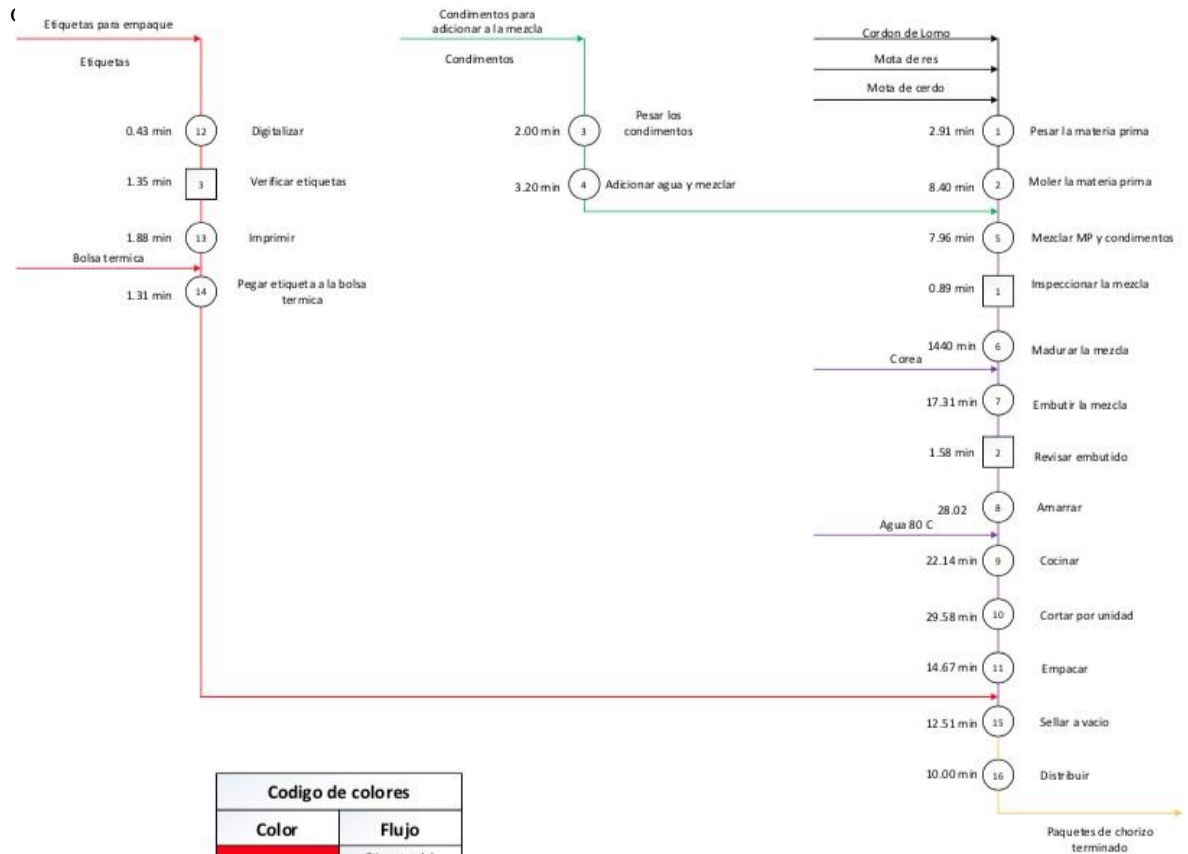 Etiquetas para empaque
Etiquetas
0.43 min 12 Digitalizar
1.35 min 3 Verificar etiquetas
1.88 min 13 Imprimir
Bolsa termica
1.31 min 14 Pegar etiqueta a la bolsa
termica
Condimentos para
adicionar a la mezcla
Condimentos
2.00 min 3 Pesar los
condimentos
3.20 min 4 Adicionar agua y mezclar
Cordon de Lomo
Mota de res
Mota de cerdo
2.91 min 1 Pesar la materia prima
8.40 min 2 Moler la materia prima
7.96 min 5 Mezclar MP y condimentos
0.89 min 1 Inspeccionar la mezcla
1440 min 6 Madurar la mezcla
Corea
17.31 min 7 Embutir la mezcla
1.58 min 2 Revisar embutido
28.02 8 Amarrar
Agua 80 C
22.14 min 9 Cocinar
29.58 min 10 Cortar por unidad
14.67 min 11 Empacar
12.51 min 15 Sellar a vacio
10.00 min 16 Distribuir
Paquetes de chorizo
terminado
Codigo de colores
Color Flujo